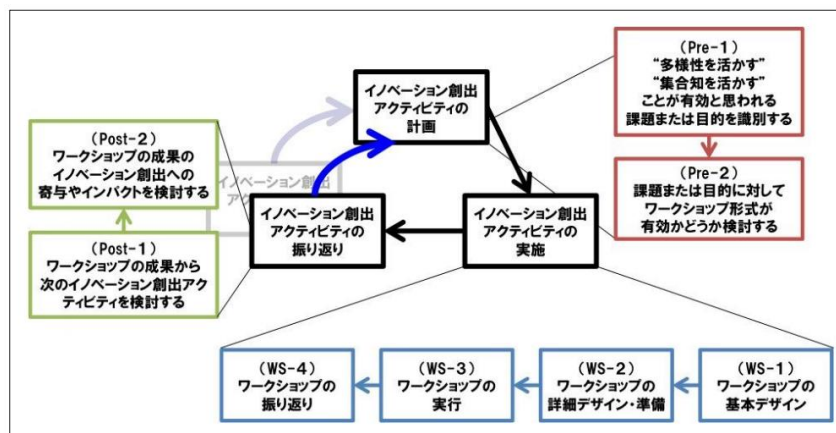 イノベーション創出
アクティビティの
計画
(Pre-1)
“多様性を活かす”
“集合知を活かす”
ことが有効と思われる
課題または目的を識別する
(Pre-2)
課題または目的に対して
ワークショップ形式が
有効かどうか検討する
イノベーション創出
アクティビティの
実施
イノベーション創出
アクティビティの
振り返り
イノベーション創出
(Post-2)
ワークショップの成果の
イノベーション創出への
寄与やインパクトを検討する
(Post-1)
ワークショップの成果から
次のイノベーション創出アク
ティビティを検討する
(WS-4)
ワークショップの
振り返り
(WS-3)
ワークショップの
実行
(WS-2)
ワークショップの
詳細デザイン・準備
(WS-1)
ワークショップの
基本デザイン